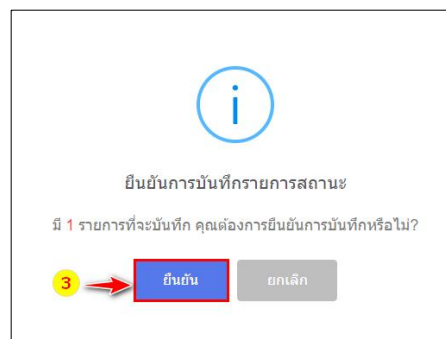 ยืนยันการบันทึกรายการสถานะ
มี 1 รายการที่จะบันทึก คุณต้องการยืนยันการบันทึกหรือไม่?
3 ยืนยัน ยกเลิก